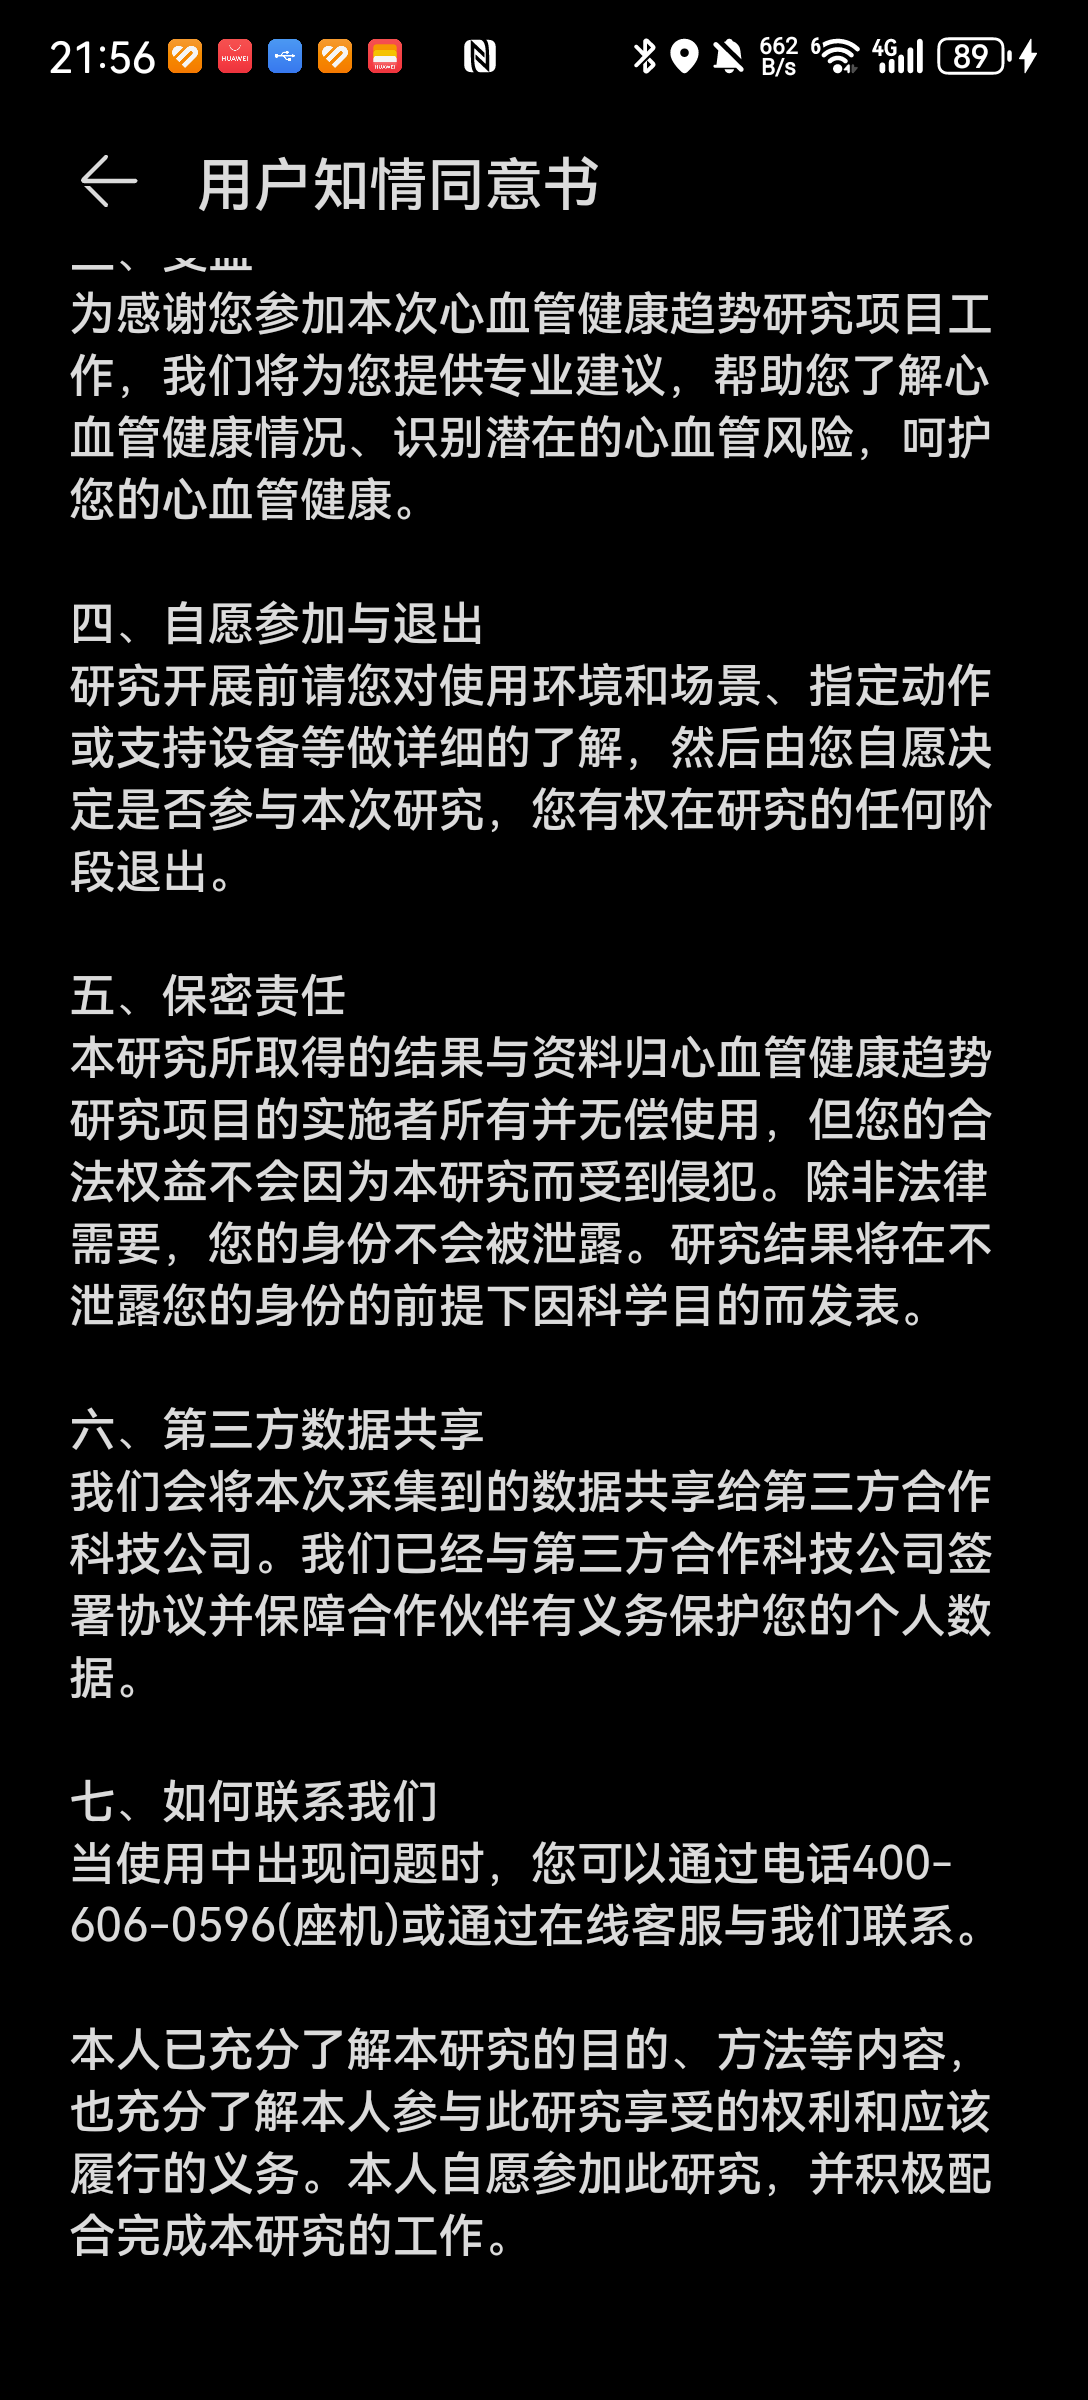 21:56
HUAWEI
HUAWEI
662
B/s
6
4G
89
用户知情同意书
三、受益
为感谢您参加本次心血管健康趋势研究项目工
作，我们将为您提供专业建议，帮助您了解心
血管健康情况、识别潜在的心血管风险，呵护
您的心血管健康。
四、自愿参加与退出
研究开展前请您对使用环境和场景、指定动作
或支持设备等做详细的了解，然后由您自愿决
定是否参与本次研究，您有权在研究的任何阶
段退出。
五、保密责任
本研究所取得的结果与资料归心血管健康趋势
研究项目的实施者所有并无偿使用，但您的合
法权益不会因为本研究而受到侵犯。除非法律
需要，您的身份不会被泄露。研究结果将在不
泄露您的身份的前提下因科学目的而发表。
六、第三方数据共享
我们会将本次采集到的数据共享给第三方合作
科技公司。我们已经与第三方合作科技公司签
署协议并保障合作伙伴有义务保护您的个人数
据。
七、如何联系我们
当使用中出现问题时，您可以通过电话400-
606-0596(座机)或通过在线客服与我们联系。
本人已充分了解本研究的目的、方法等内容，
也充分了解本人参与此研究享受的权利和应该
履行的义务。本人自愿参加此研究，并积极配
合完成本研究的工作。